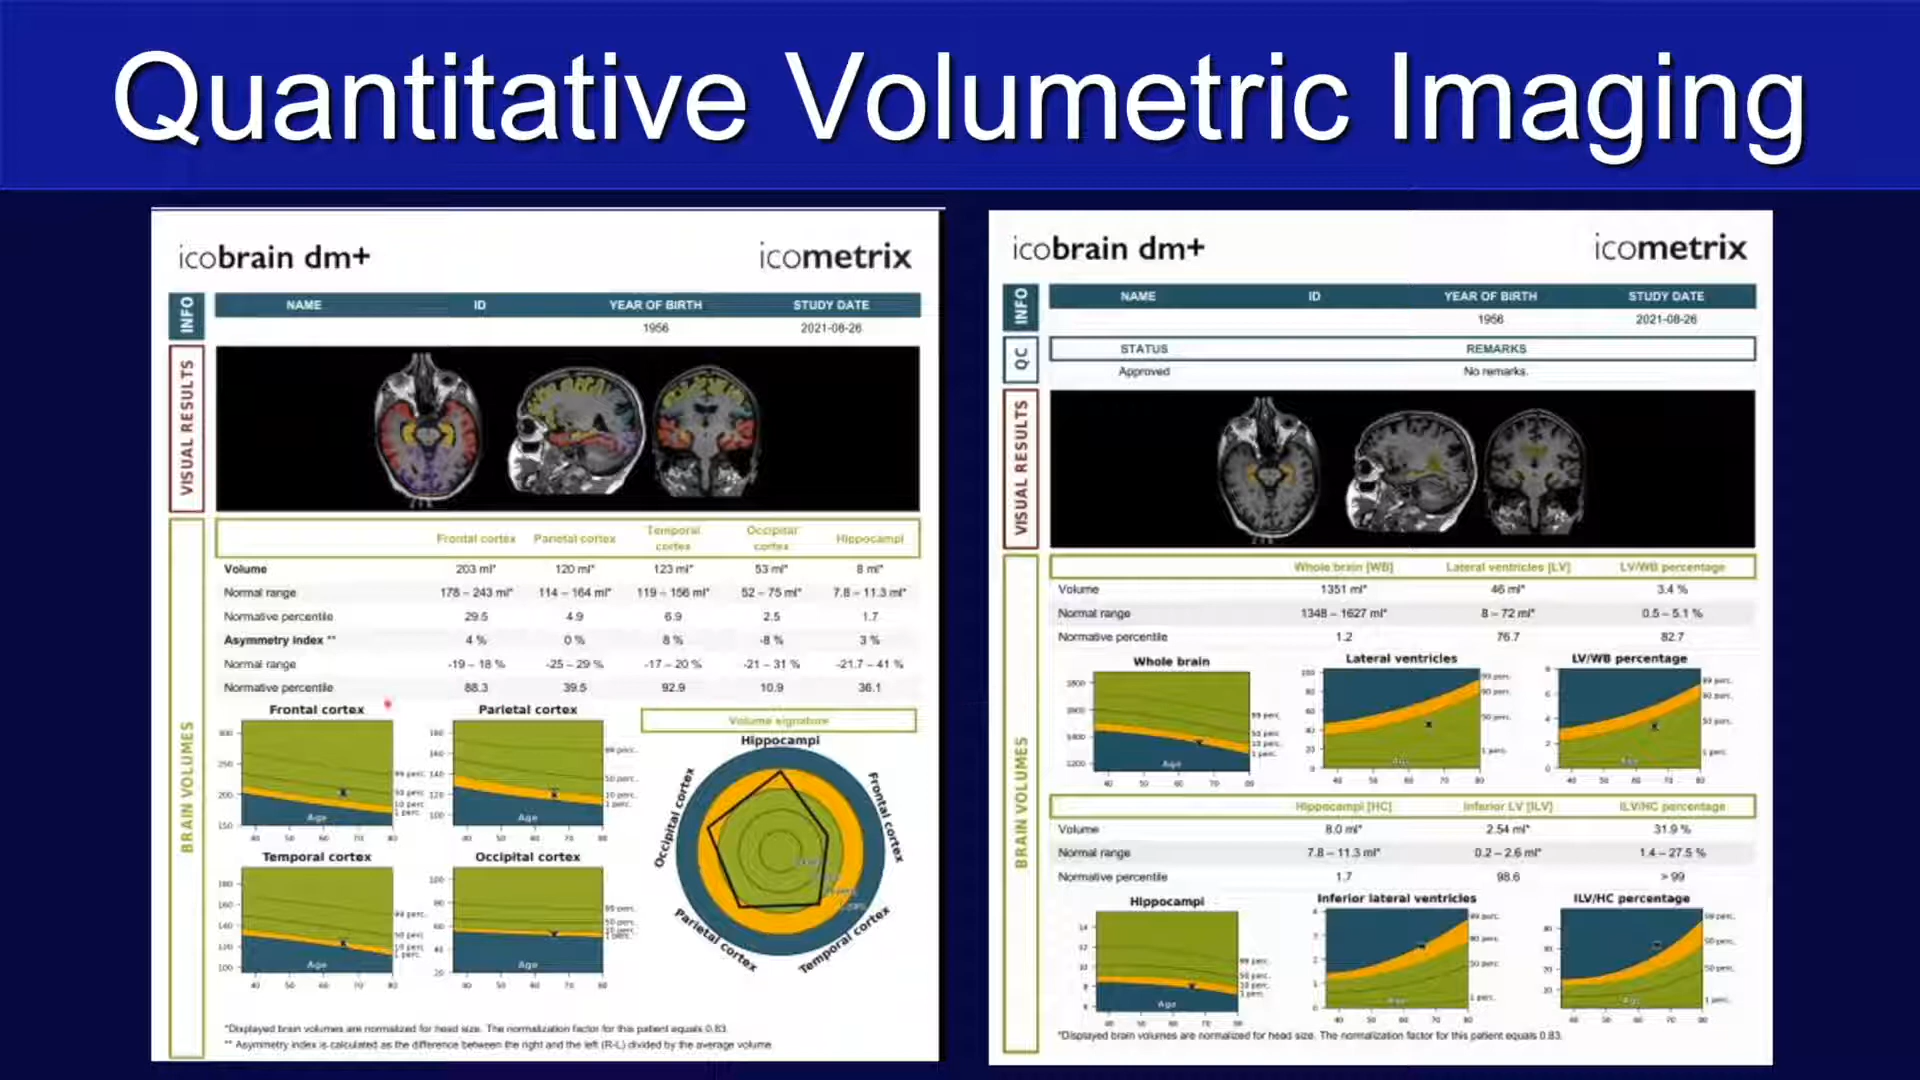 Quantitative Volumetric Imaging
icobrain dm+ icometrix
INFO
NAME ID YEAR OF BIRTH STUDY DATE
1956 2021-08-26
VISUAL RESULTS
BRAIN VOLUMES
Frontal cortex Parietal cortex Temporal cortex Occipital cortex Hippocampi
Volume 203 ml* 120 ml* 123 ml* 53 ml* 8 ml*
Normal range 178 – 243 ml* 114 – 164 ml* 119 – 156 ml* 52 – 75 ml* 7.8 – 11.3 ml*
Normative percentile 29.5 4.9 6.9 2.5 1.7
Asymmetry index ** 4 % 0 % 8 % -8 % 3 %
Normal range -19 – 18 % -25 – 29 % -17 – 20 % -21 – 31 % -21.7 – 41 %
Normative percentile 88.3 39.5 92.9 10.9 36.1
Frontal cortex Parietal cortex
Volume signature
Age Age
Temporal cortex Occipital cortex
Age Age
Hippocampi
Frontal cortex
Temporal cortex
Parietal cortex
Occipital cortex
*Displayed brain volumes are normalized for head size. The normalization factor for this patient equals 0.83.
** Asymmetry index is calculated as the difference between the right and the left (R-L) divided by the average volume.
icobrain dm+ icometrix
INFO
NAME ID YEAR OF BIRTH STUDY DATE
1956 2021-08-26
QC
STATUS REMARKS
Approved No remarks.
VISUAL RESULTS
BRAIN VOLUMES
Whole brain [WB] Lateral ventricles [LV] LV/WB percentage
Volume 1351 ml* 46 ml* 3.4 %
Normal range 1348 – 1627 ml* 8 – 72 ml* 0.5 – 5.1 %
Normative percentile 1.2 76.7 82.7
Whole brain Lateral ventricles LV/WB percentage
Age Age Age
Hippocampi [HC] Inferior LV [ILV] ILV/HC percentage
Volume 8.0 ml* 2.54 ml* 31.9 %
Normal range 7.8 – 11.3 ml* 0.2 – 2.6 ml* 1.4 – 27.5 %
Normative percentile 1.7 98.6 > 99
Hippocampi Inferior lateral ventricles ILV/HC percentage
Age Age Age
*Displayed brain volumes are normalized for head size. The normalization factor for this patient equals 0.83.